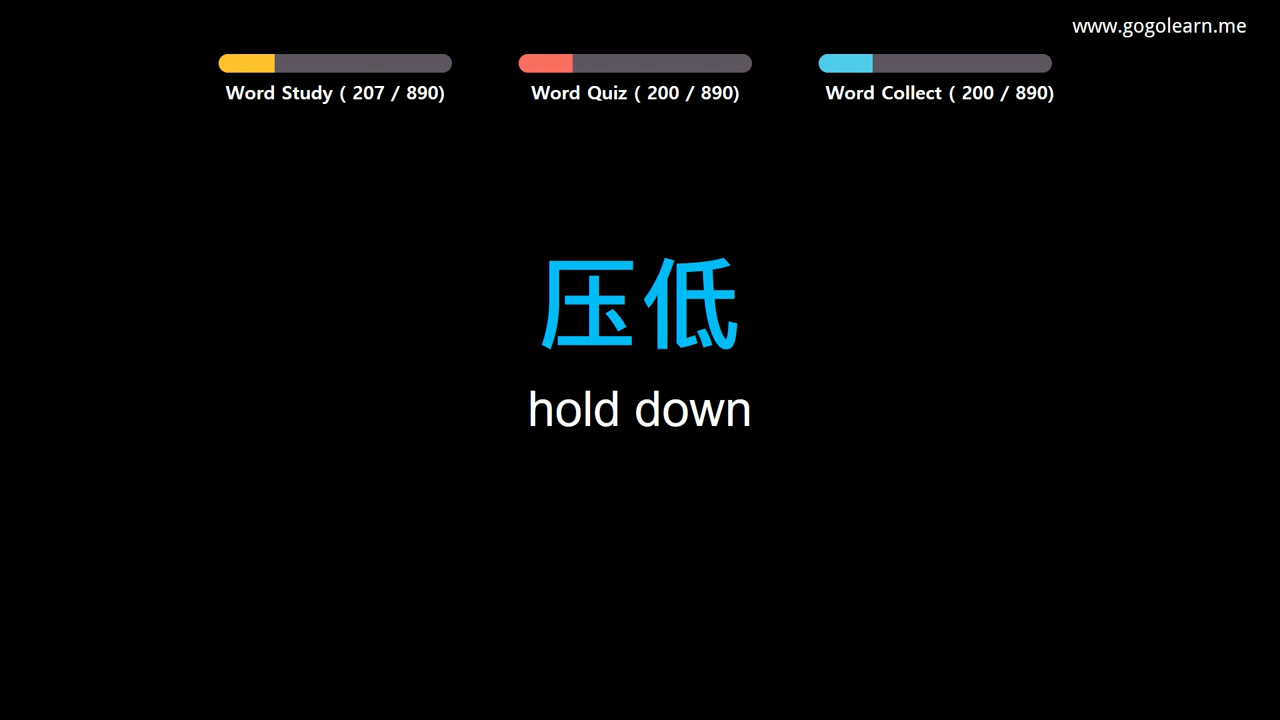 www.gogolearn.me
Word Study ( 207 / 890)
Word Quiz ( 200 / 890)
Word Collect ( 200 / 890)
压低
hold down